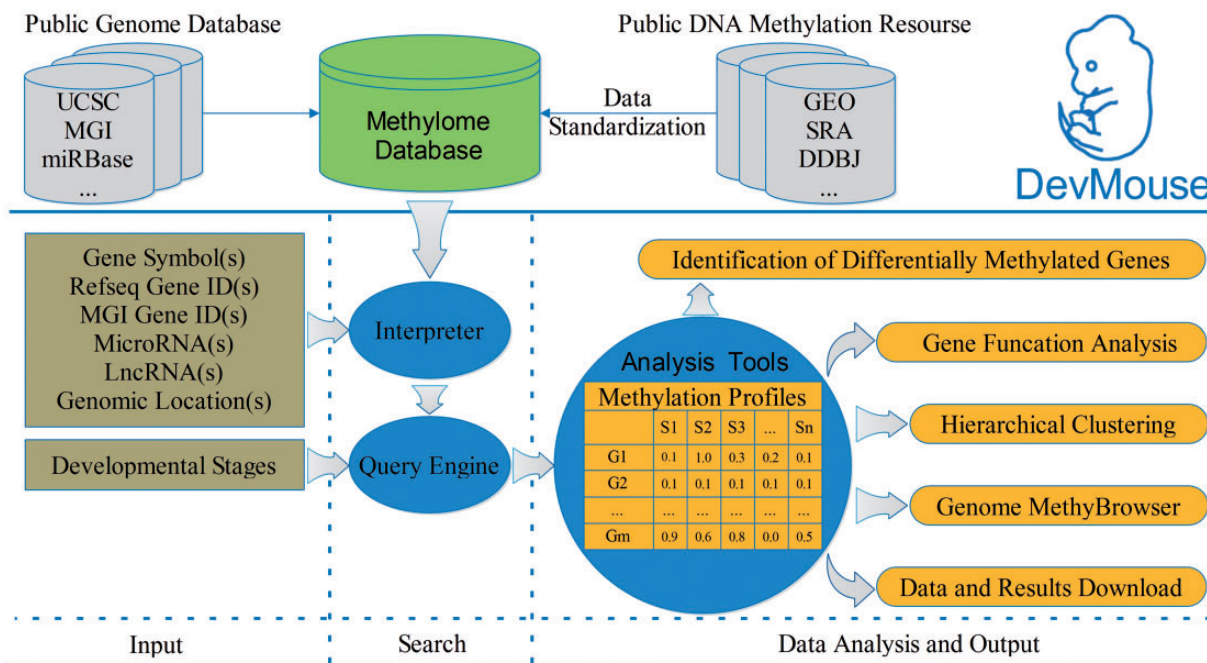 Public Genome Database
Public DNA Methylation Resourse
UCSC
MGI
miRBase
...
Methylome
Database
Data
Standardization
GEO
SRA
DDBJ
...
DevMouse
Gene Symbol(s)
Refseq Gene ID(s)
MGI Gene ID(s)
MicroRNA(s)
LncRNA(s)
Genomic Location(s)
Developmental Stages
Interpreter
Query Engine
Analysis Tools
Methylation Profiles
S1 S2 S3 ... Sn
G1 0.1 1.0 0.3 0.2 0.1
G2 0.1 0.1 0.1 0.1 0.1
... ... ... ... ... ...
Gm 0.9 0.6 0.8 0.0 0.5
Identification of Differentially Methylated Genes
Gene Funcation Analysis
Hierarchical Clustering
Genome MethyBrowser
Data and Results Download
Input
Search
Data Analysis and Output